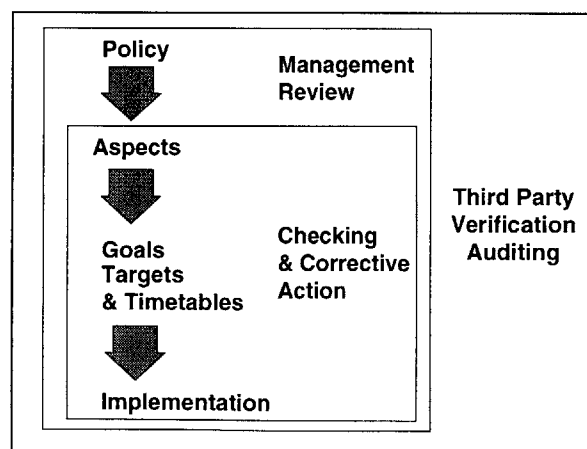 Policy
Management
Review
Aspects
Third Party
Verification
Auditing
Goals
Targets
& Timetables
Checking
& Corrective
Action
Implementation